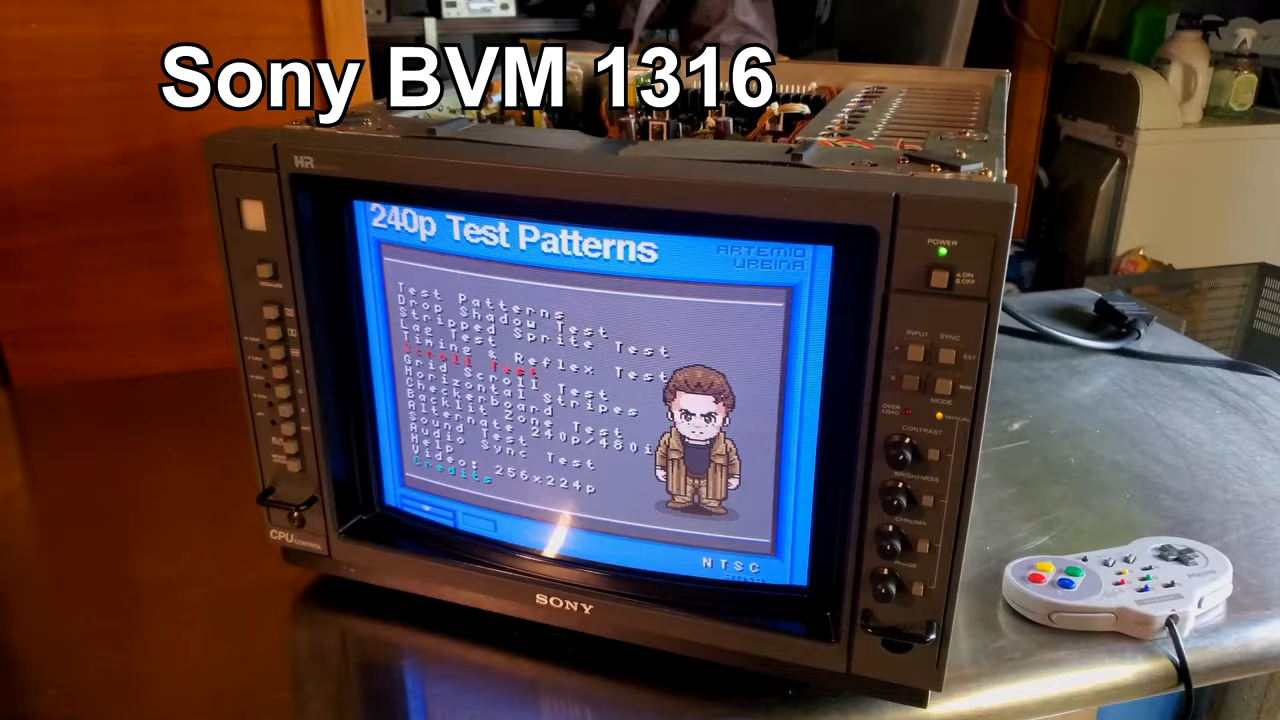 Sony BVM 1316
HR
240p Test Patterns
ARTEMIO
URBINA
Test Patterns
Drop Shadow Test
Stripped Sprite Test
Lag Test
Timing & Reflex Test
Scroll Test
Grid Scroll Test
Horizontal Stripes
Checkerboard
Backlit Zone Test
Alternate 240p/480i
Sound Test
Audio Sync Test
Help
Video: 256x224p
Credits
NTSC
SONY
DEGAUSS
CPU CONTROL
POWER
ON
OFF
INPUT SYNC
A
EXT
B
MODE
OVER
LOAD
MANUAL
CONTRAST
BRIGHTNESS
CHROMA
PHASE